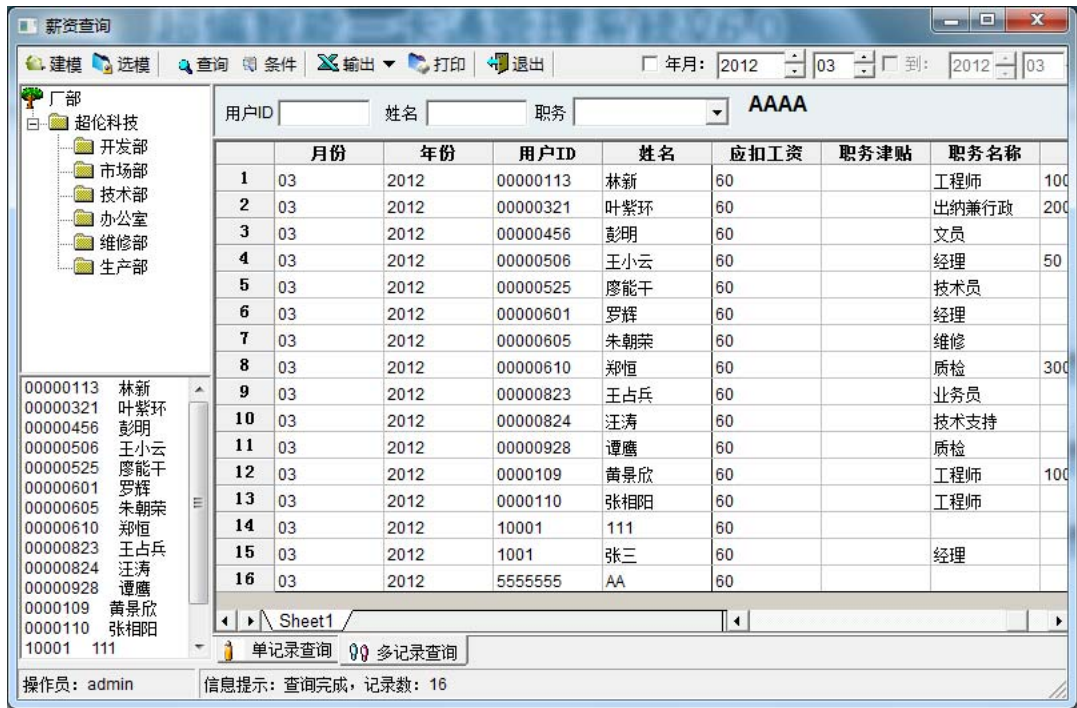 薪资查询
建模 选模 查询 条件 输出 打印 退出 年月: 2012 03 到: 2012 03
厂部
超伦科技
开发部
市场部
技术部
办公室
维修部
生产部
用户ID 姓名 职务 AAAA
月份 年份 用户ID 姓名 应扣工资 职务津贴 职务名称
1 03 2012 00000113 林新 60 工程师 100
2 03 2012 00000321 叶紫环 60 出纳兼行政 200
3 03 2012 00000456 彭明 60 文员
4 03 2012 00000506 王小云 60 经理 50
5 03 2012 00000525 廖能干 60 技术员
6 03 2012 00000601 罗辉 60 经理
7 03 2012 00000605 朱朝荣 60 维修
8 03 2012 00000610 郑恒 60 质检 300
9 03 2012 00000823 王占兵 60 业务员
10 03 2012 00000824 汪涛 60 技术支持
11 03 2012 00000928 谭鹰 60 质检
12 03 2012 0000109 黄景欣 60 工程师 100
13 03 2012 0000110 张相阳 60 工程师
14 03 2012 10001 111 60
15 03 2012 1001 张三 60 经理
16 03 2012 5555555 AA 60
00000113 林新
00000321 叶紫环
00000456 彭明
00000506 王小云
00000525 廖能干
00000601 罗辉
00000605 朱朝荣
00000610 郑恒
00000823 王占兵
00000824 汪涛
00000928 谭鹰
0000109 黄景欣
0000110 张相阳
10001 111
Sheet1
单记录查询 多记录查询
操作员: admin 信息提示: 查询完成，记录数: 16